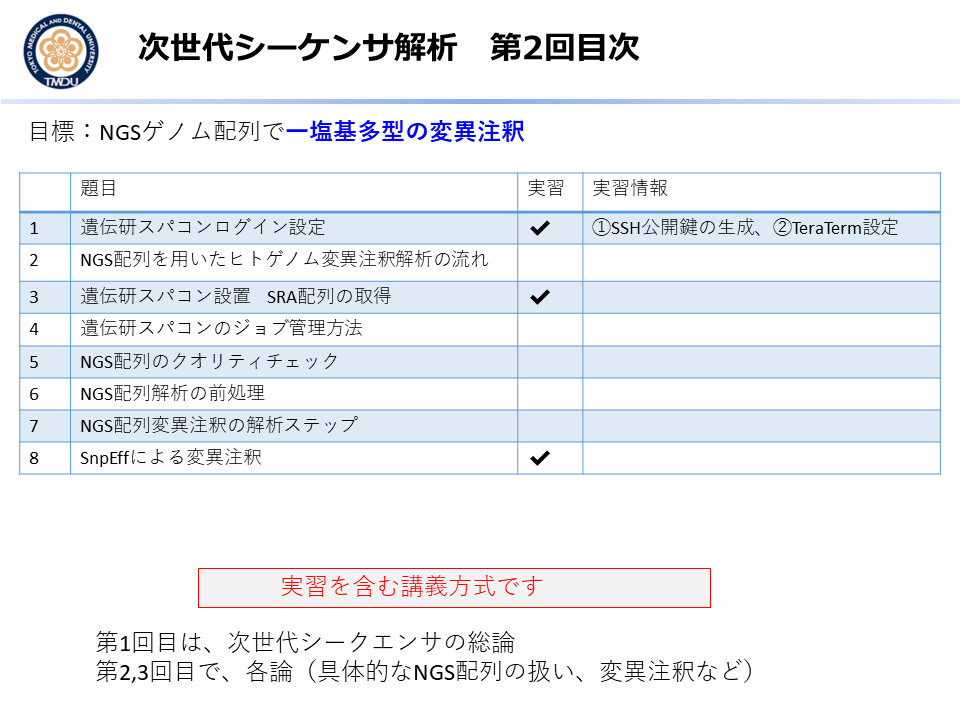 TOKYO MEDICAL AND DENTAL UNIVERSITY
TMDU
次世代シーケンサ解析　第2回目次
目標：NGSゲノム配列で一塩基多型の変異注釈
題目 実習 実習情報
1 遺伝研スパコンログイン設定 ✔ ①SSH公開鍵の生成、②TeraTerm設定
2 NGS配列を用いたヒトゲノム変異注釈解析の流れ
3 遺伝研スパコン設置　SRA配列の取得 ✔
4 遺伝研スパコンのジョブ管理方法
5 NGS配列のクオリティチェック
6 NGS配列解析の前処理
7 NGS配列変異注釈の解析ステップ
8 SnpEffによる変異注釈 ✔
実習を含む講義方式です
第1回目は、次世代シークエンサの総論
第2,3回目で、各論（具体的なNGS配列の扱い、変異注釈など）